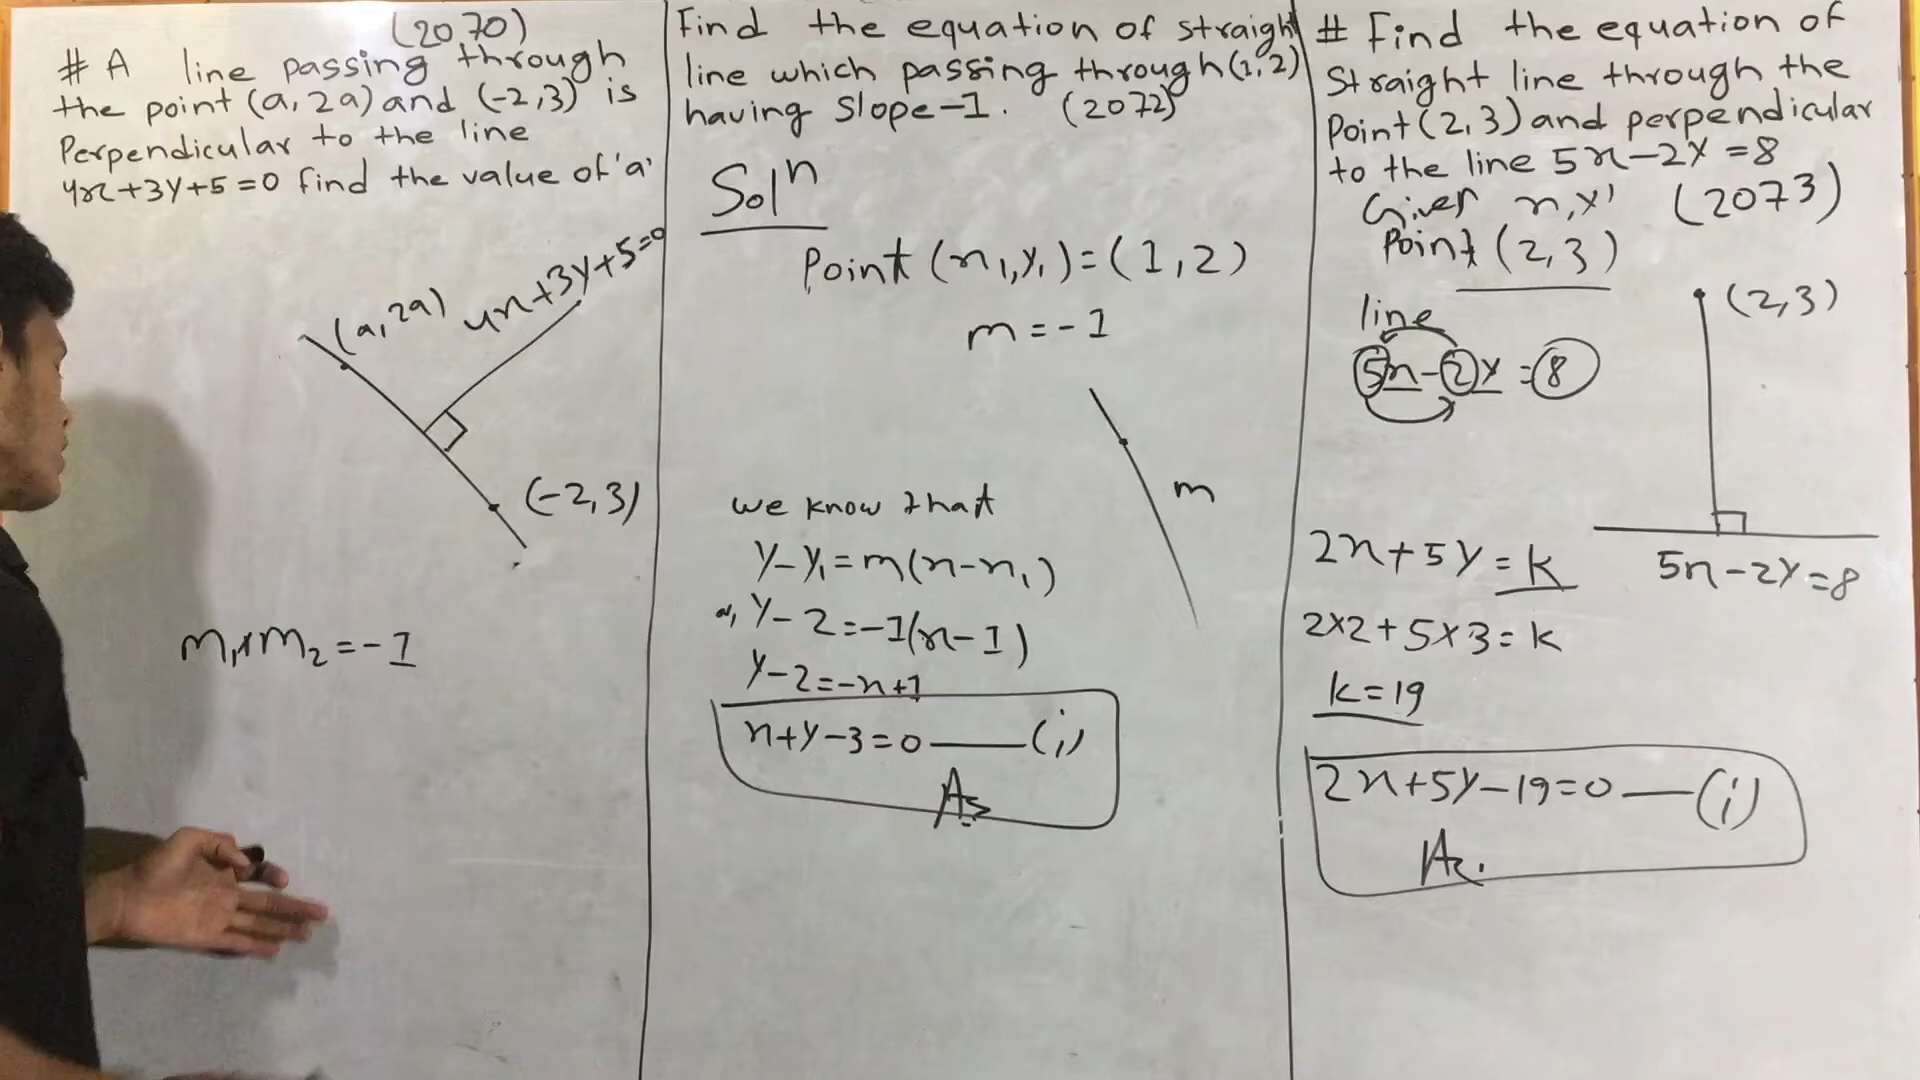 (2070)
# A line passing through
the point (a, 2a) and (-2,3) is
Perpendicular to the line
4x+3y+5=0 find the value of 'a'
(a, 2a)
4x+3y+5=0
(-2,3)
m₁×m₂=-1
Find the equation of straight
line which passing through (1,2)
having Slope-1. (2072)
Solⁿ
Point (x₁,y₁)=(1,2)
m=-1
m
we know that
y-y₁=m(x-x₁)
or, y-2=-1(x-1)
y-2=-x+1
x+y-3=0 —— (i)
As
# Find the equation of
Straight line through the
Point (2,3) and perpendicular
to the line 5x-2y=8
(2073)
Given x,y'
Point (2,3)
line
5x-2y=8
(2,3)
5x-2y=8
2x+5y=k
2×2+5×3=k
k=19
2x+5y-19=0 —— (i)